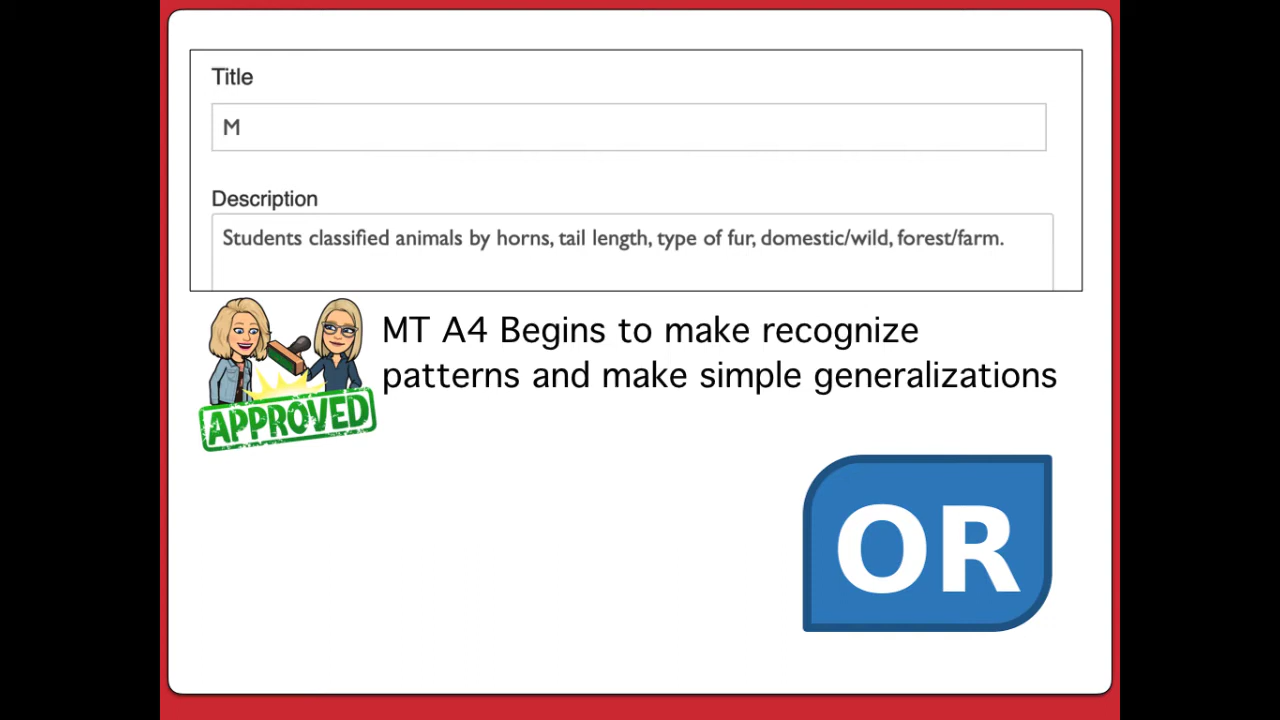 Title
M
Description
Students classified animals by horns, tail length, type of fur, domestic/wild, forest/farm.
MT A4 Begins to make recognize
patterns and make simple generalizations
APPROVED
OR